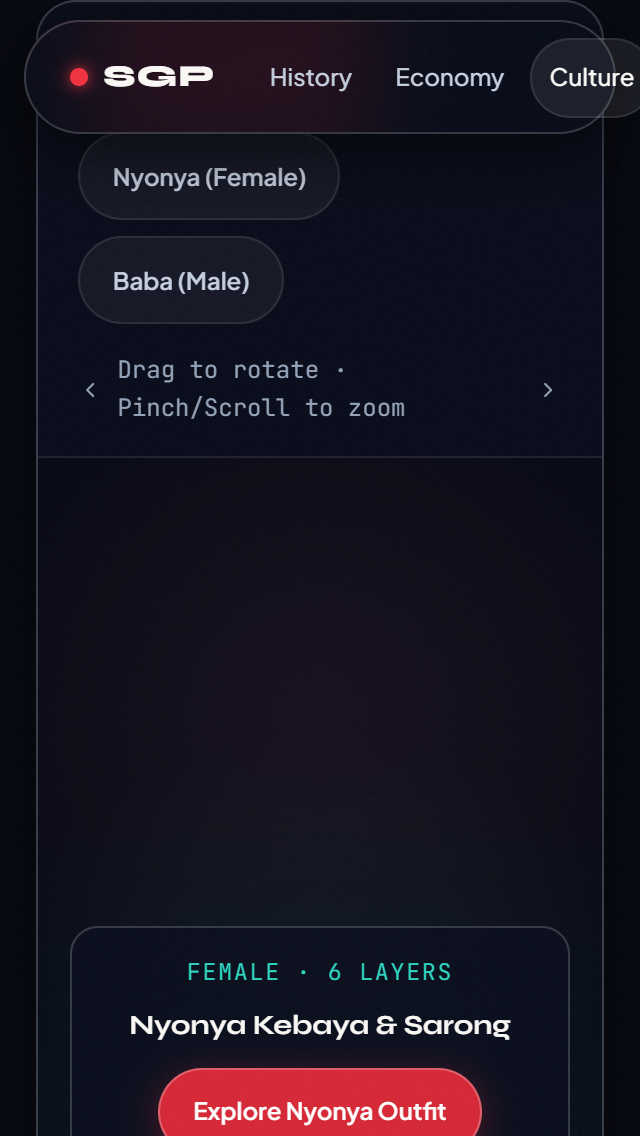 SGP History Economy Culture
Nyonya (Female)
Baba (Male)
Drag to rotate ·
Pinch/Scroll to zoom
FEMALE · 6 LAYERS
Nyonya Kebaya & Sarong
Explore Nyonya Outfit